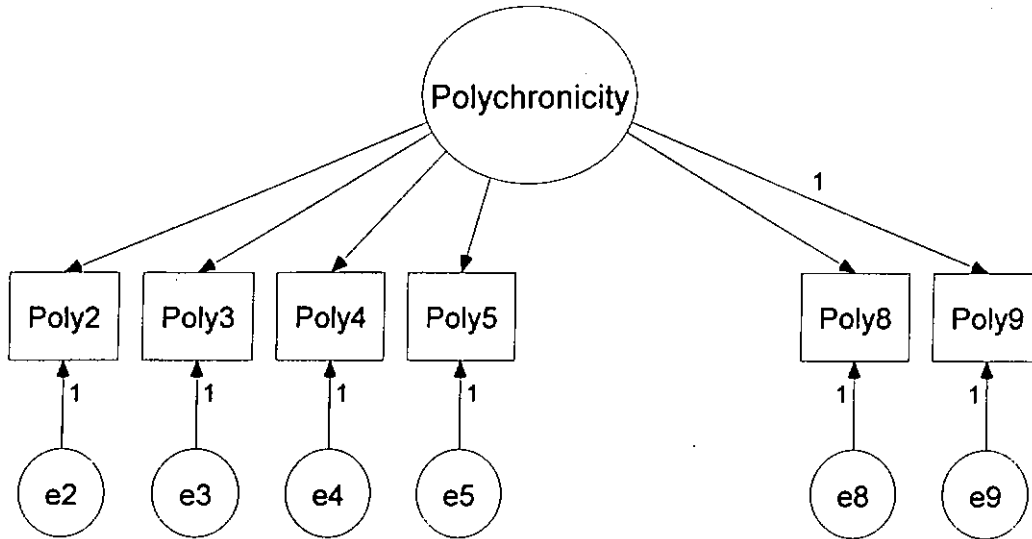 Polychronicity
1
Poly2 Poly3 Poly4 Poly5 Poly8 Poly9
1 1 1 1 1 1
e2 e3 e4 e5 e8 e9